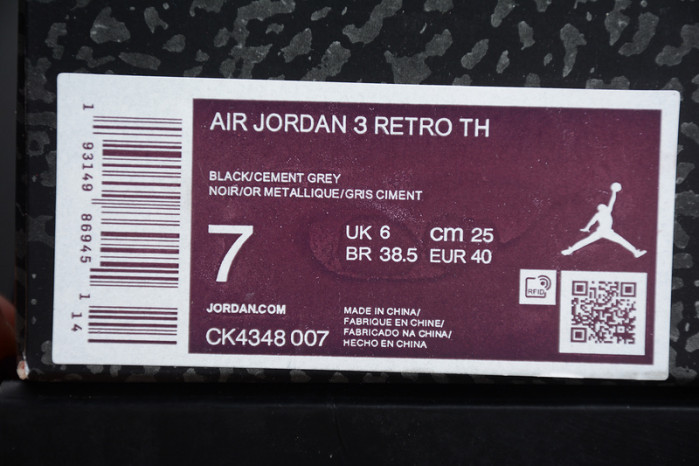 1 93149 86945 1 14
AIR JORDAN 3 RETRO TH
BLACK/CEMENT GREY
NOIR/OR METALLIQUE/GRIS CIMENT
7
UK 6 cm 25
BR 38.5 EUR 40
RFID
JORDAN.COM
CK4348 007
MADE IN CHINA/
FABRIQUE EN CHINE/
FABRICADO NA CHINA/
HECHO EN CHINA